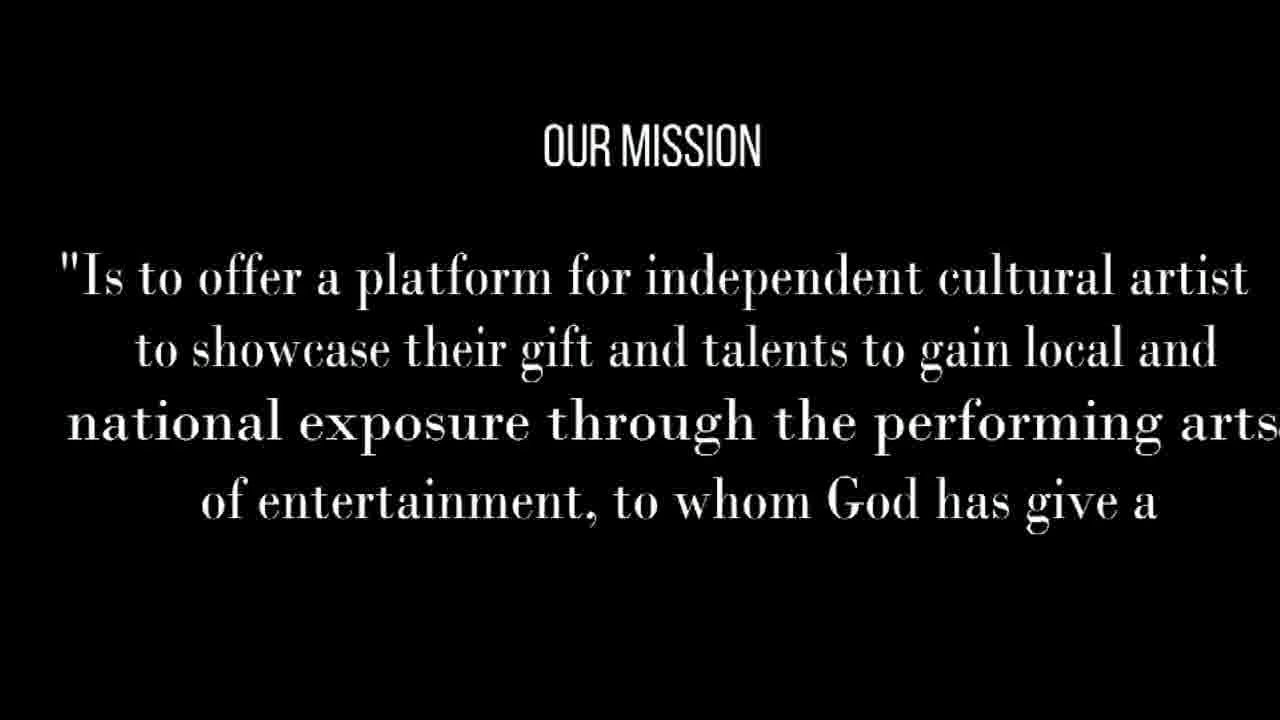 OUR MISSION
"Is to offer a platform for independent cultural artist
to showcase their gift and talents to gain local and
national exposure through the performing arts
of entertainment, to whom God has give a